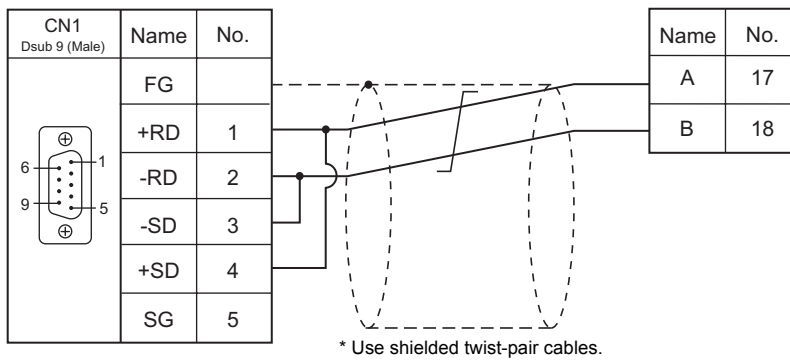 CN1
Dsub 9 (Male)
Name No.
FG
+RD 1
-RD 2
-SD 3
+SD 4
SG 5
6 1
9 5
Name No.
A 17
B 18
* Use shielded twist-pair cables.